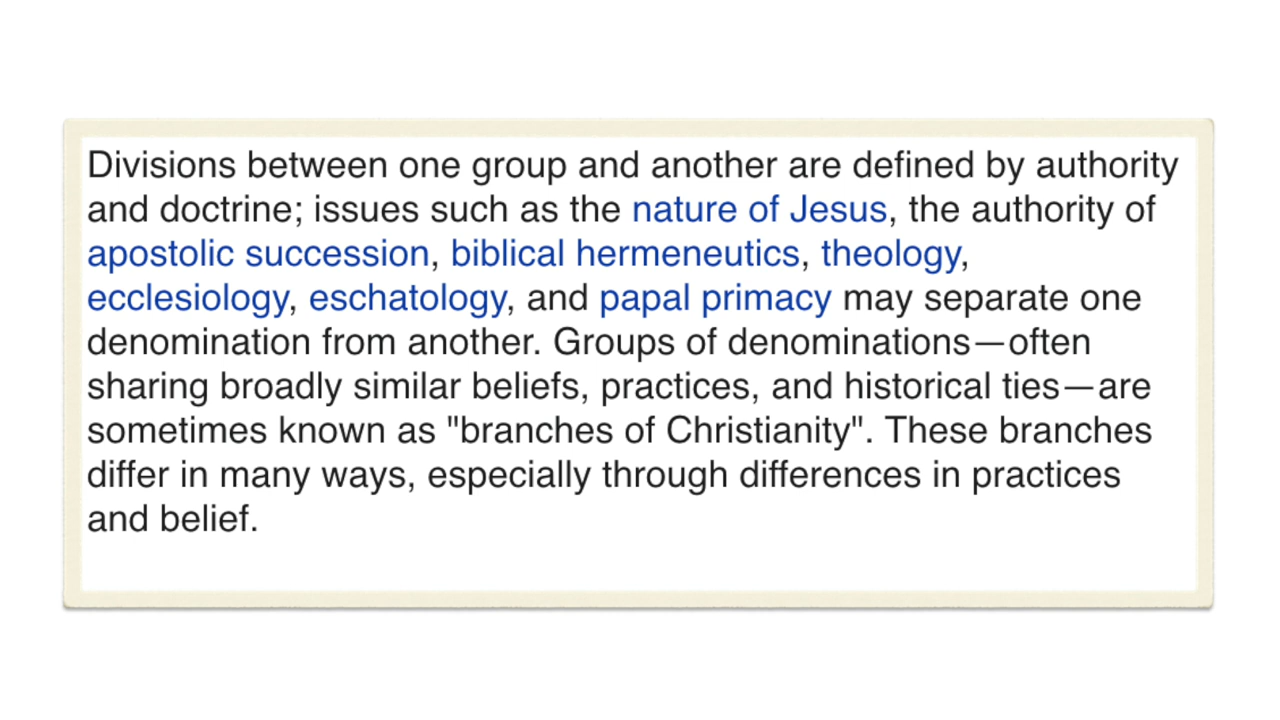 Divisions between one group and another are defined by authority
and doctrine; issues such as the nature of Jesus, the authority of
apostolic succession, biblical hermeneutics, theology,
ecclesiology, eschatology, and papal primacy may separate one
denomination from another. Groups of denominations—often
sharing broadly similar beliefs, practices, and historical ties—are
sometimes known as "branches of Christianity". These branches
differ in many ways, especially through differences in practices
and belief.